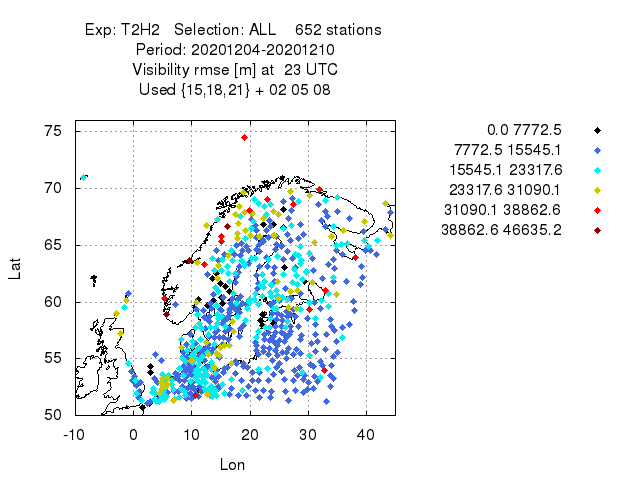 Exp: T2H2 Selection: ALL 652 stations
Period: 20201204-20201210
Visibility rmse [m] at 23 UTC
Used {15,18,21} + 02 05 08
0.0 7772.5
7772.5 15545.1
15545.1 23317.6
23317.6 31090.1
31090.1 38862.6
38862.6 46635.2
75
70
65
60
55
50
Lat
-10 0 10 20 30 40
Lon